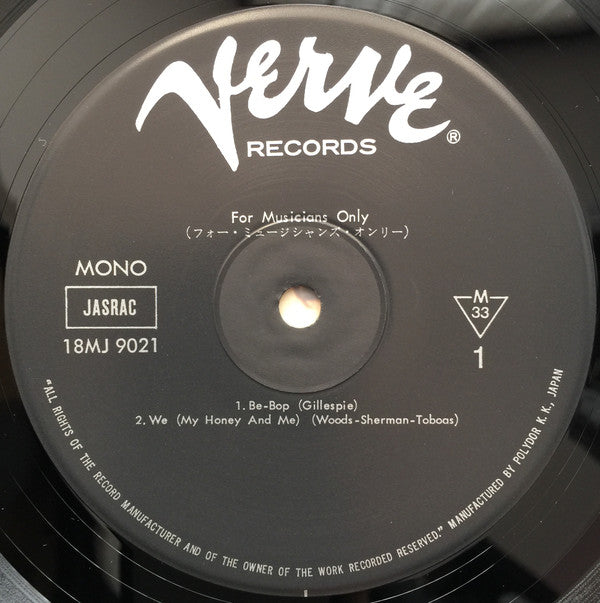 Verve
RECORDS
®
For Musicians Only
(フォー・ミュージシャンズ・オンリー)
MONO
JASRAC
18MJ 9021
M
33
1
1. Be-Bop (Gillespie)
2. We (My Honey And Me) (Woods-Sherman-Toboas)
"ALL RIGHTS OF THE RECORD MANUFACTURER AND OF THE OWNER OF THE WORK RECORDED RESERVED." MANUFACTURED BY POLYDOR K. K., JAPAN